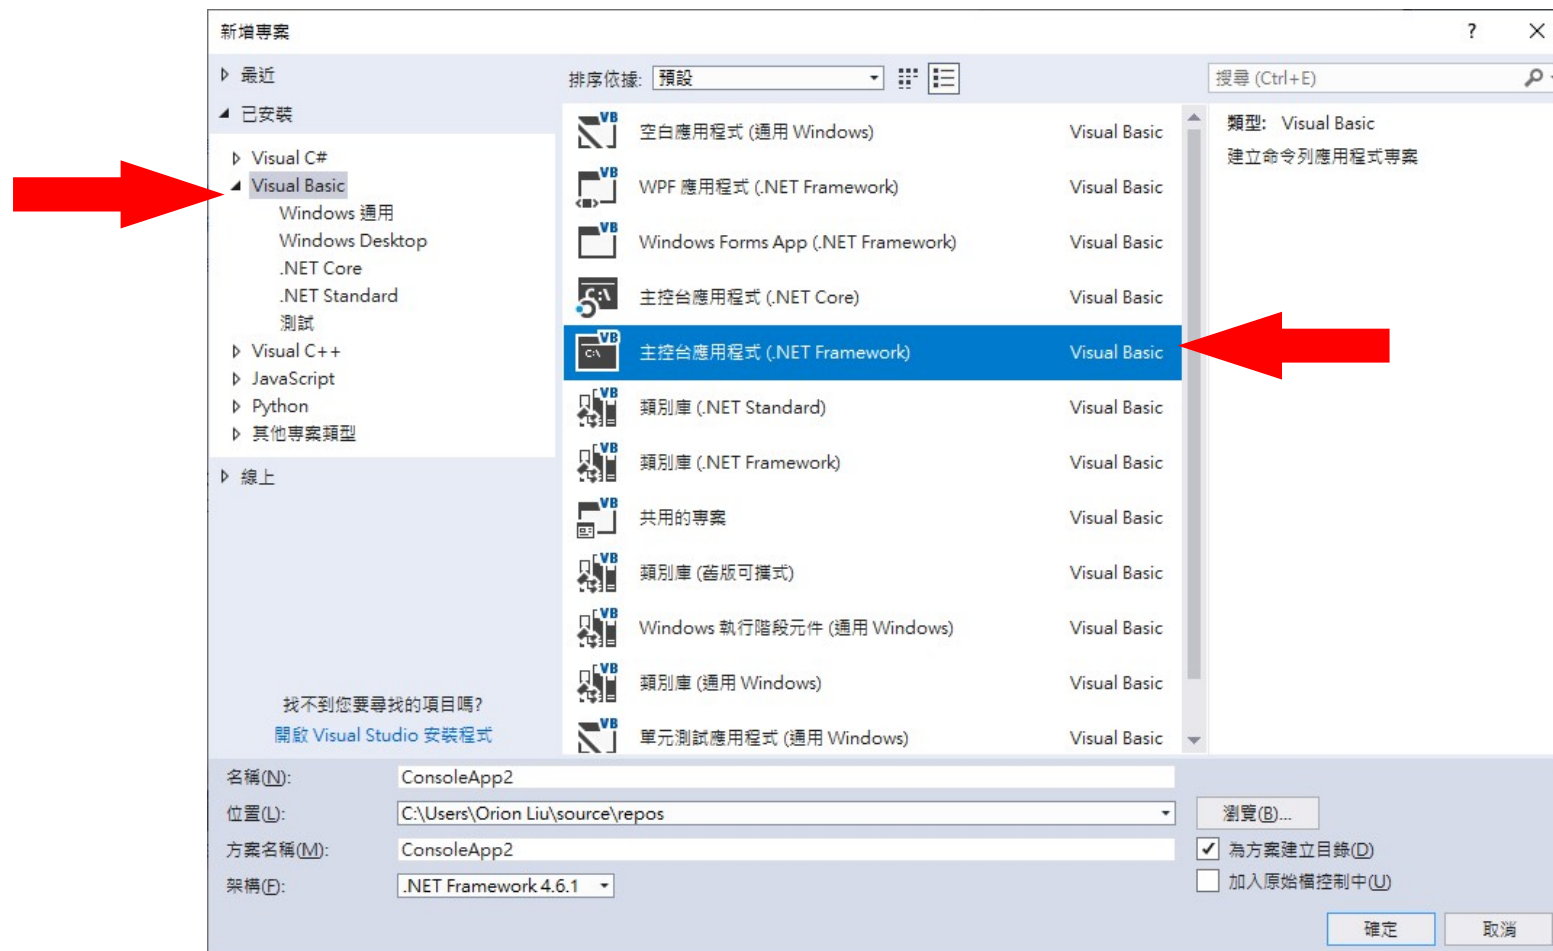 新增專案
?
最近
已安裝
Visual C#
Visual Basic
Windows 通用
Windows Desktop
.NET Core
.NET Standard
測試
Visual C++
JavaScript
Python
其他專案類型
線上
找不到您要尋找的項目嗎?
開啟 Visual Studio 安裝程式
排序依據: 預設
空白應用程式 (通用 Windows) Visual Basic
WPF 應用程式 (.NET Framework) Visual Basic
Windows Forms App (.NET Framework) Visual Basic
主控台應用程式 (.NET Core) Visual Basic
主控台應用程式 (.NET Framework) Visual Basic
類別庫 (.NET Standard) Visual Basic
類別庫 (.NET Framework) Visual Basic
共用的專案 Visual Basic
類別庫 (舊版可攜式) Visual Basic
Windows 執行階段元件 (通用 Windows) Visual Basic
類別庫 (通用 Windows) Visual Basic
單元測試應用程式 (通用 Windows) Visual Basic
搜尋 (Ctrl+E)
類型: Visual Basic
建立命令列應用程式專案
名稱(N): ConsoleApp2
位置(L): C:\Users\Orion Liu\source\repos
瀏覽(B)...
方案名稱(M): ConsoleApp2
為方案建立目錄(D)
架構(F): .NET Framework 4.6.1
加入原始檔控制中(U)
確定
取消